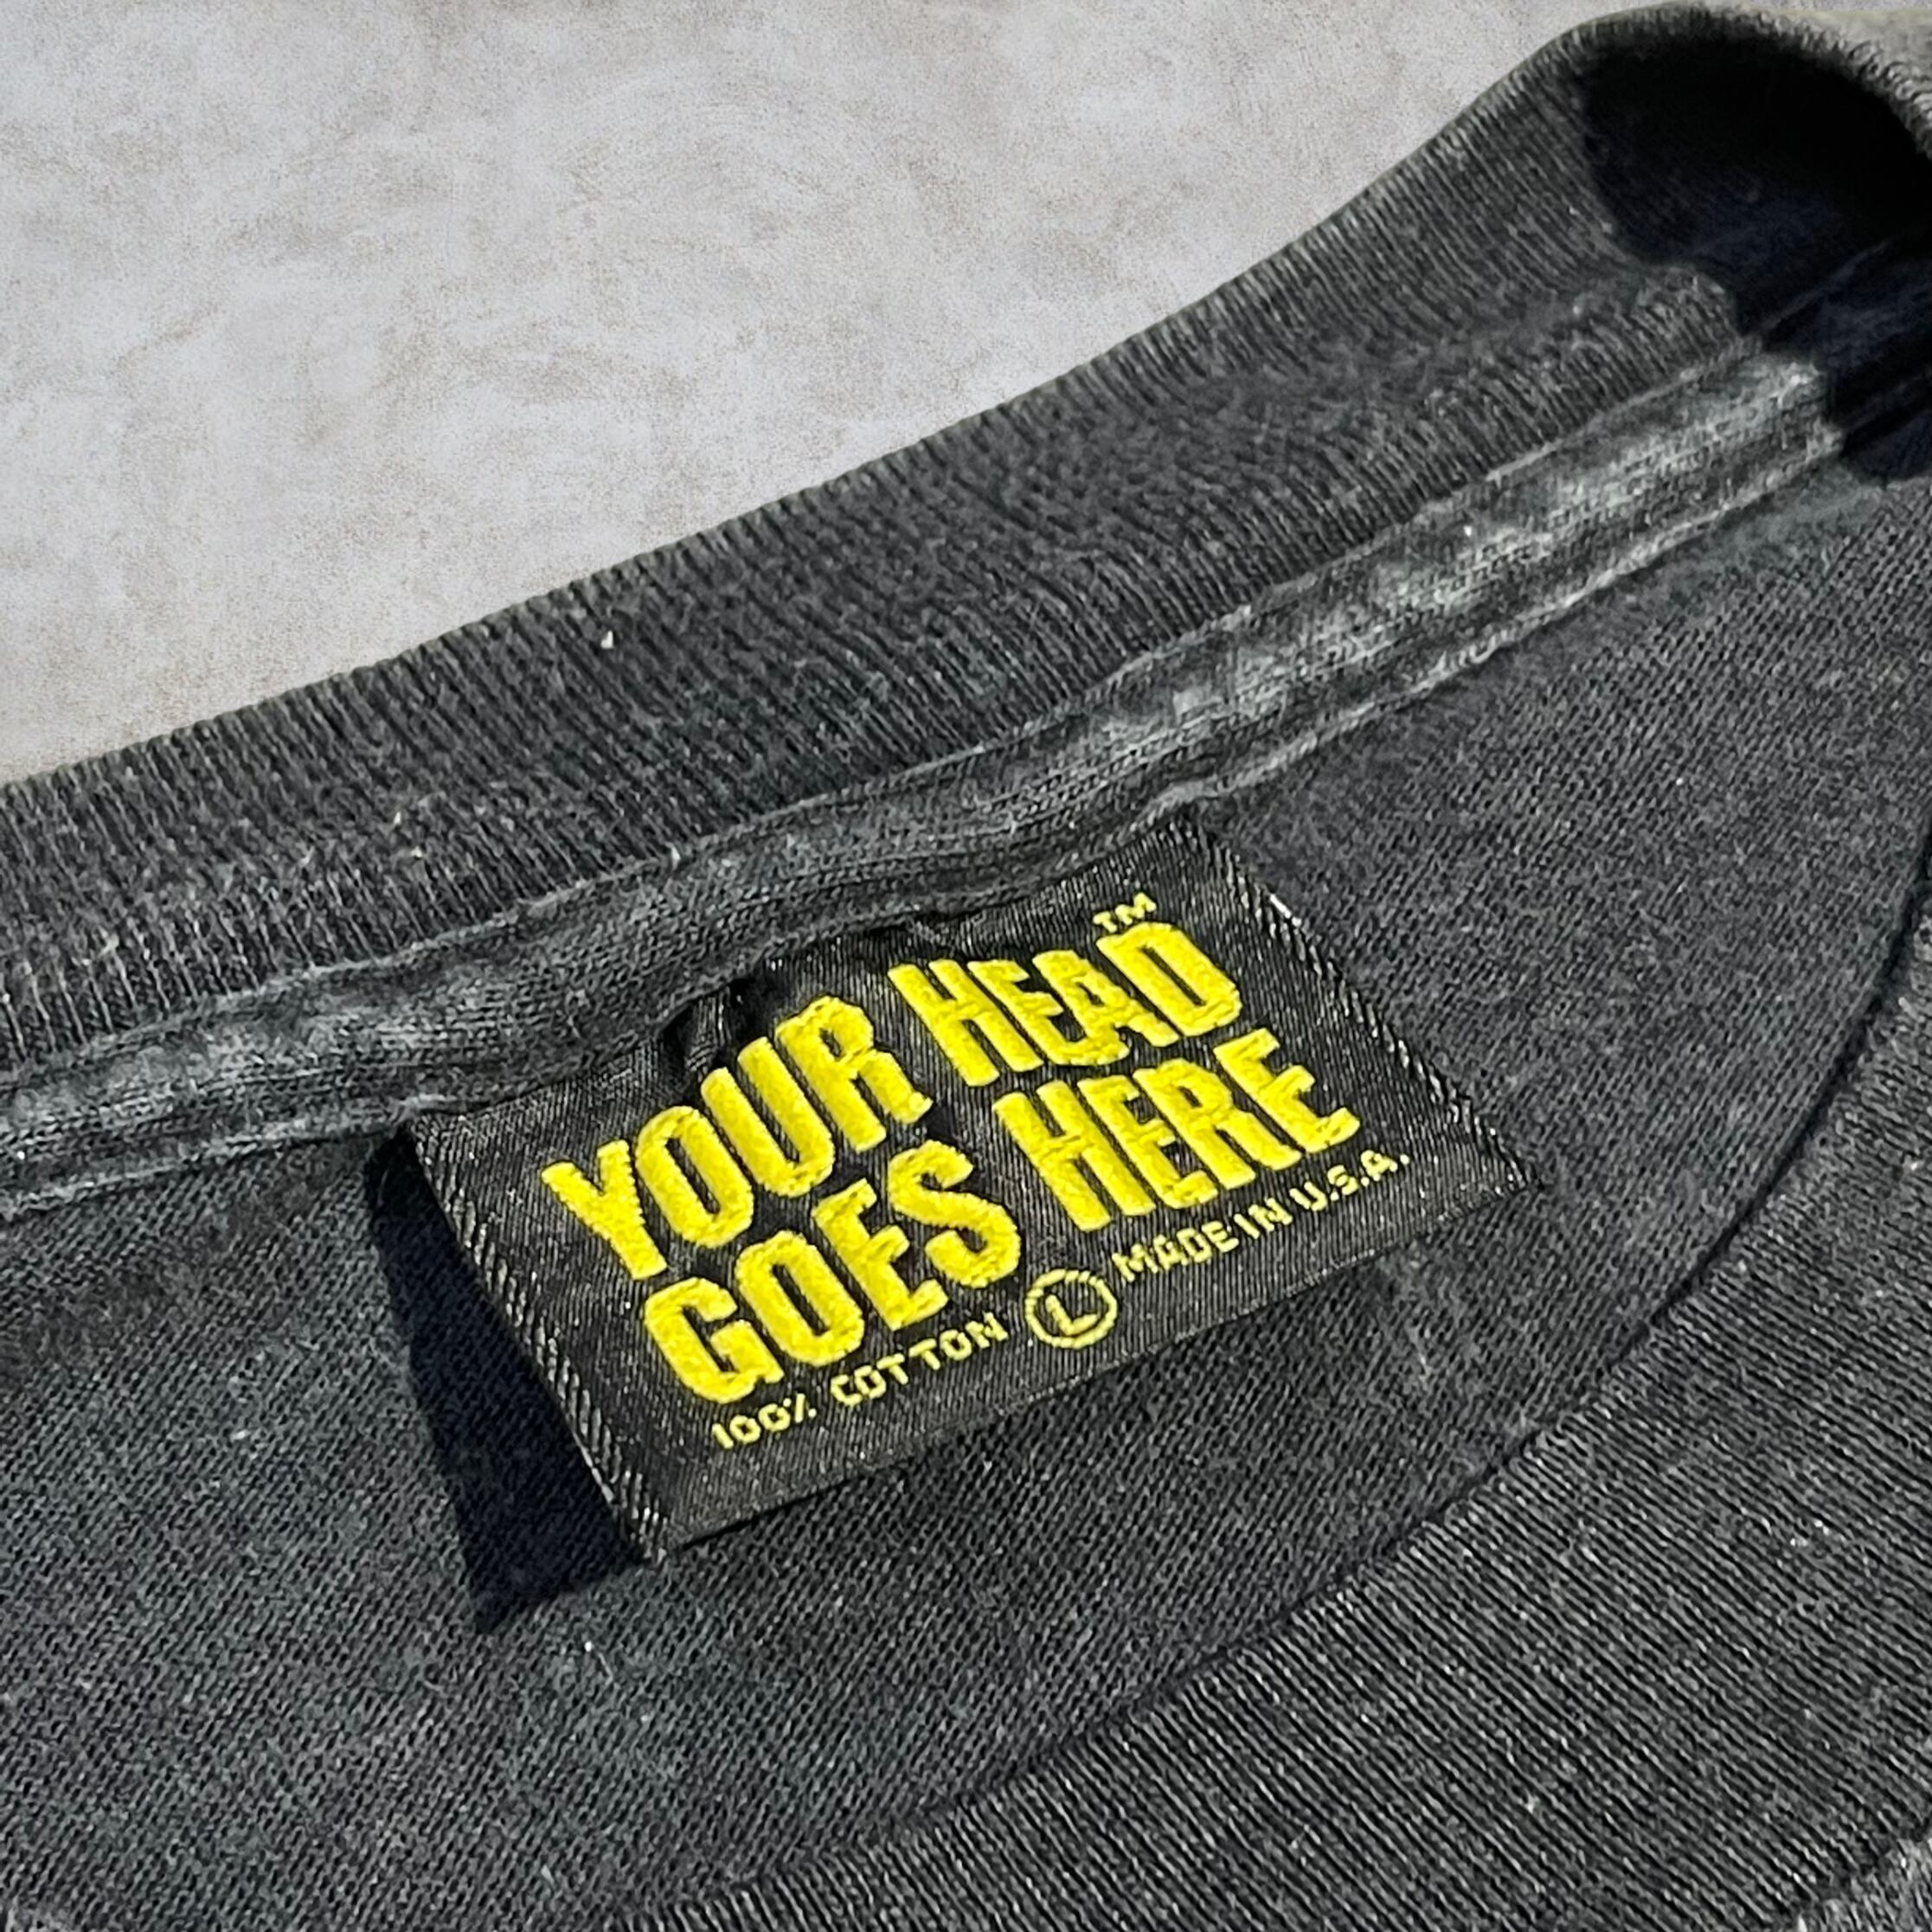 YOUR HEAD™
GOES HERE
100% COTTON Ⓛ MADE IN U.S.A.